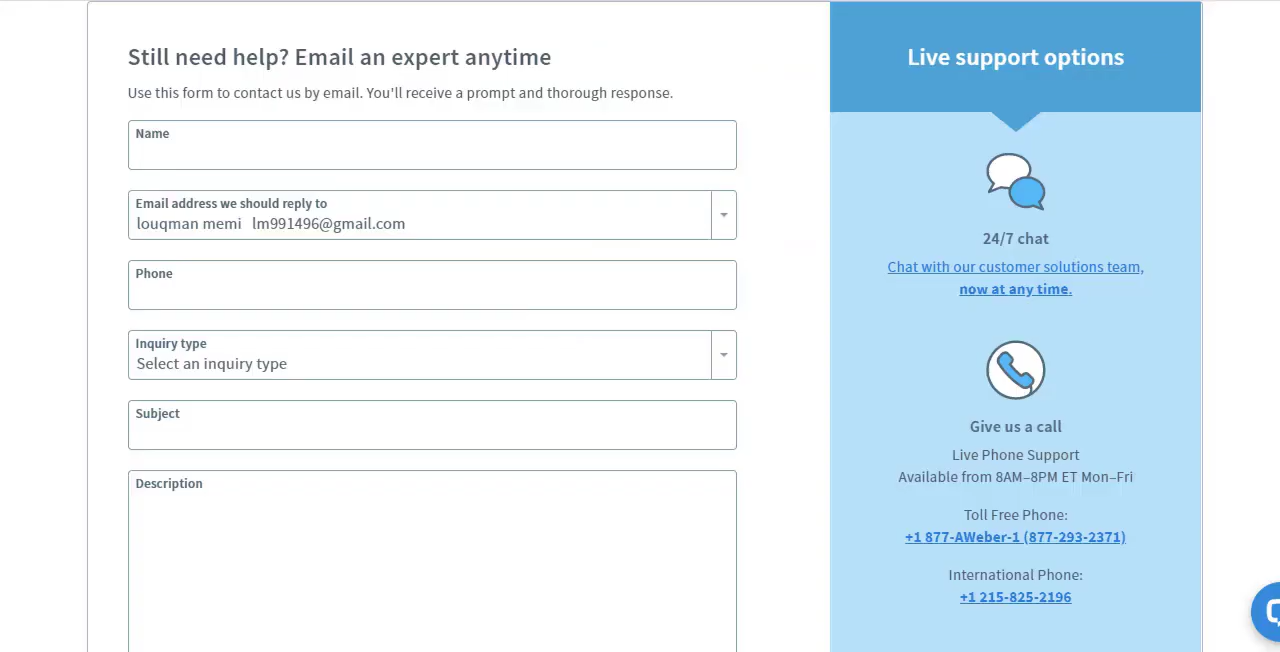 Still need help? Email an expert anytime
Use this form to contact us by email. You'll receive a prompt and thorough response.
Name
Email address we should reply to
louqman memi lm991496@gmail.com
Phone
Inquiry type
Select an inquiry type
Subject
Description
Live support options
24/7 chat
Chat with our customer solutions team,
now at any time.
Give us a call
Live Phone Support
Available from 8AM–8PM ET Mon–Fri
Toll Free Phone:
+1 877-AWeber-1 (877-293-2371)
International Phone:
+1 215-825-2196